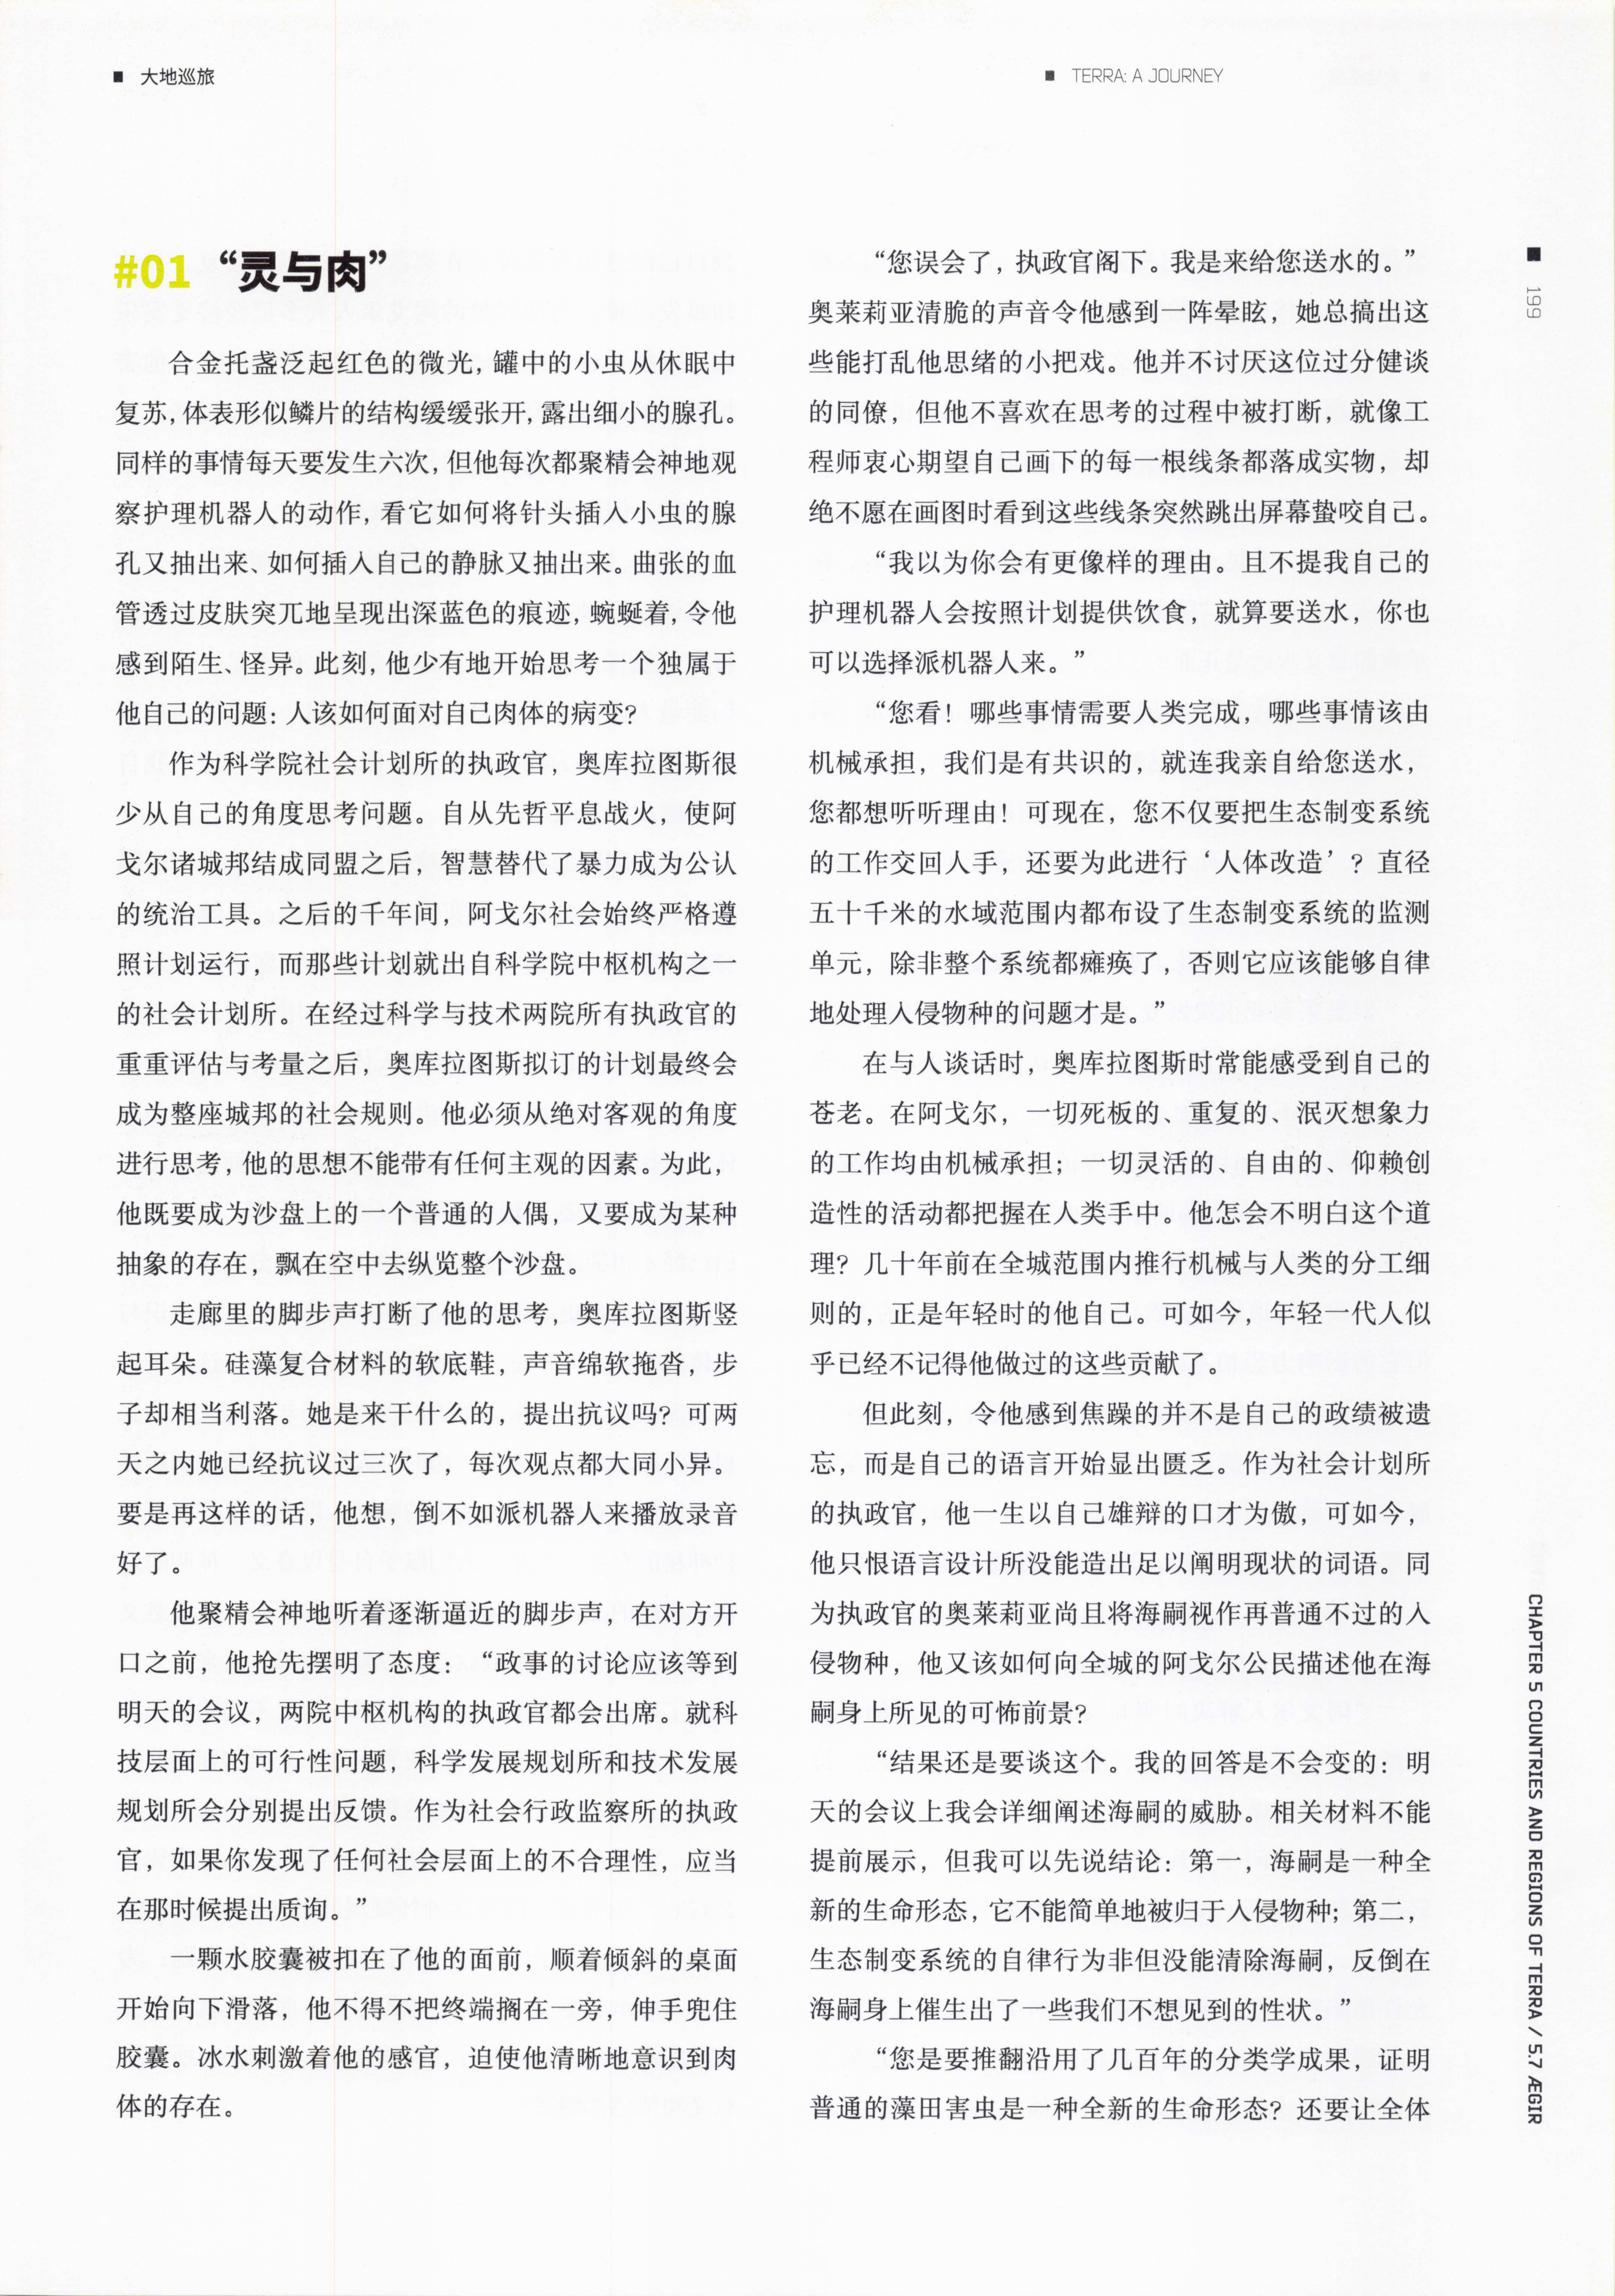 ■ 大地巡旅
■ TERRA: A JOURNEY
#01 “灵与肉”
合金托盏泛起红色的微光，罐中的小虫从休眠中
复苏，体表形似鳞片的结构缓缓张开，露出细小的腺孔。
同样的事情每天要发生六次，但他每次都聚精会神地观
察护理机器人的动作，看它如何将针头插入小虫的腺
孔又抽出来、如何插入自己的静脉又抽出来。曲张的血
管透过皮肤突兀地呈现出深蓝色的痕迹，蜿蜒着，令他
感到陌生、怪异。此刻，他少有地开始思考一个独属于
他自己的问题：人该如何面对自己肉体的病变？
作为科学院社会计划所的执政官，奥库拉图斯很
少从自己的角度思考问题。自从先哲平息战火，使阿
戈尔诸城邦结成同盟之后，智慧替代了暴力成为公认
的统治工具。之后的千年间，阿戈尔社会始终严格遵
照计划运行，而那些计划就出自科学院中枢机构之一
的社会计划所。在经过科学与技术两院所有执政官的
重重评估与考量之后，奥库拉图斯拟订的计划最终会
成为整座城邦的社会规则。他必须从绝对客观的角度
进行思考，他的思想不能带有任何主观的因素。为此，
他既要成为沙盘上的一个普通的人偶，又要成为某种
抽象的存在，飘在空中去纵览整个沙盘。
走廊里的脚步声打断了他的思考，奥库拉图斯竖
起耳朵。硅藻复合材料的软底鞋，声音绵软拖沓，步
子却相当利落。她是来干什么的，提出抗议吗？可两
天之内她已经抗议过三次了，每次观点都大同小异。
要是再这样的话，他想，倒不如派机器人来播放录音
好了。
他聚精会神地听着逐渐逼近的脚步声，在对方开
口之前，他抢先摆明了态度：“政事的讨论应该等到
明天的会议，两院中枢机构的执政官都会出席。就科
技层面上的可行性问题，科学发展规划所和技术发展
规划所会分别提出反馈。作为社会行政监察所的执政
官，如果你发现了任何社会层面上的不合理性，应当
在那时候提出质询。”
一颗水胶囊被扣在了他的面前，顺着倾斜的桌面
开始向下滑落，他不得不把终端搁在一旁，伸手兜住
胶囊。冰水刺激着他的感官，迫使他清晰地意识到肉
体的存在。
“您误会了，执政官阁下。我是来给您送水的。”
奥莱莉亚清脆的声音令他感到一阵晕眩，她总搞出这
些能打乱他思绪的小把戏。他并不讨厌这位过分健谈
的同僚，但他不喜欢在思考的过程中被打断，就像工
程师衷心期望自己画下的每一根线条都落成实物，却
绝不愿在画图时看到这些线条突然跳出屏幕蛰咬自己。
“我以为你会有更像样的理由。且不提我自己的
护理机器人会按照计划提供饮食，就算要送水，你也
可以选择派机器人来。”
“您看！哪些事情需要人类完成，哪些事情该由
机械承担，我们是有共识的，就连我亲自给您送水，
您都想听听理由！可现在，您不仅要把生态制变系统
的工作交回人手，还要为此进行‘人体改造’？直径
五十千米的水域范围内都布设了生态制变系统的监测
单元，除非整个系统都瘫痪了，否则它应该能够自律
地处理入侵物种的问题才是。”
在与人谈话时，奥库拉图斯时常能感受到自己的
苍老。在阿戈尔，一切死板的、重复的、泯灭想象力
的工作均由机械承担；一切灵活的、自由的、仰赖创
造性的活动都把握在人类手中。他怎会不明白这个道
理？几十年前在全城范围内推行机械与人类的分工细
则的，正是年轻时的他自己。可如今，年轻一代人似
乎已经不记得他做过的这些贡献了。
但此刻，令他感到焦躁的并不是自己的政绩被遗
忘，而是自己的语言开始显出匮乏。作为社会计划所
的执政官，他一生以自己雄辩的口才为傲，可如今，
他只恨语言设计所没能造出足以阐明现状的词语。同
为执政官的奥莱莉亚尚且将海嗣视作再普通不过的入
侵物种，他又该如何向全城的阿戈尔公民描述他在海
嗣身上所见的可怖前景？
“结果还是要谈这个。我的回答是不会变的：明
天的会议上我会详细阐述海嗣的威胁。相关材料不能
提前展示，但我可以先说结论：第一，海嗣是一种全
新的生命形态，它不能简单地被归于入侵物种；第二，
生态制变系统的自律行为非但没能清除海嗣，反倒在
海嗣身上催生出了一些我们不想见到的性状。”
“您是要推翻沿用了几百年的分类学成果，证明
普通的藻田害虫是一种全新的生命形态？还要让全体
■ 199
CHAPTER 5 COUNTRIES AND REGIONS OF TERRA / 5.7 ÆGIR